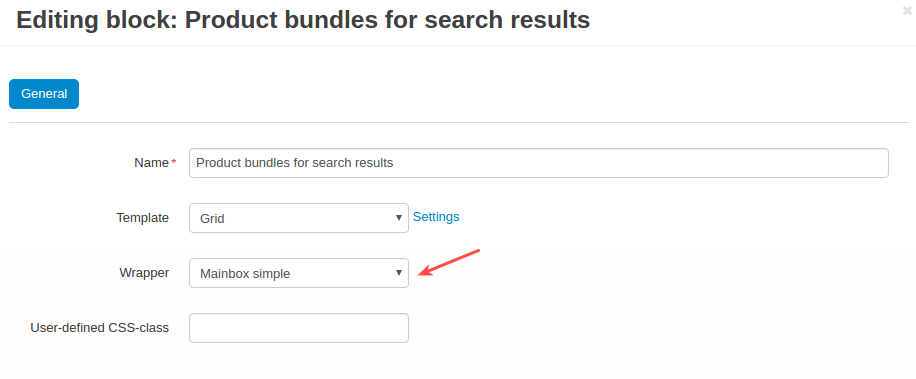 Editing block: Product bundles for search results
General
Name*
Product bundles for search results
Template
Grid
Settings
Wrapper
Mainbox simple
User-defined CSS-class